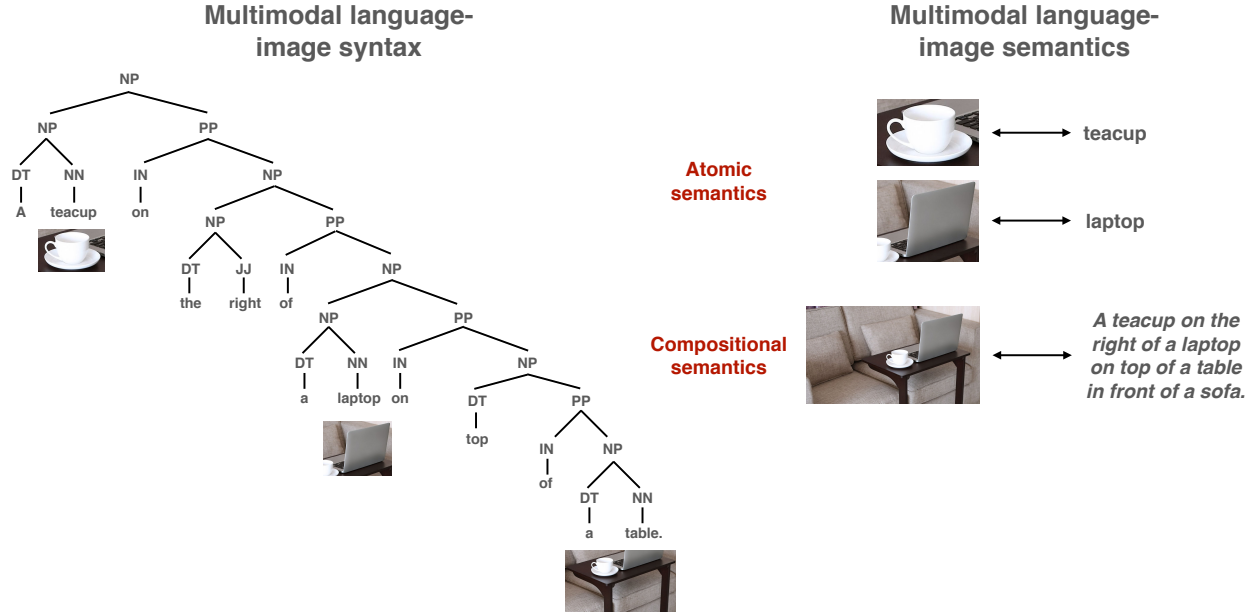 Multimodal language-
image syntax
NP
NP PP
DT NN IN NP
A teacup on
NP PP
DT JJ IN NP
the right of
NP PP
DT NN IN NP
a laptop on
DT PP
top
IN NP
of
DT NN
a table.
Multimodal language-
image semantics
Atomic
semantics
teacup
laptop
Compositional
semantics
A teacup on the
right of a laptop
on top of a table
in front of a sofa.